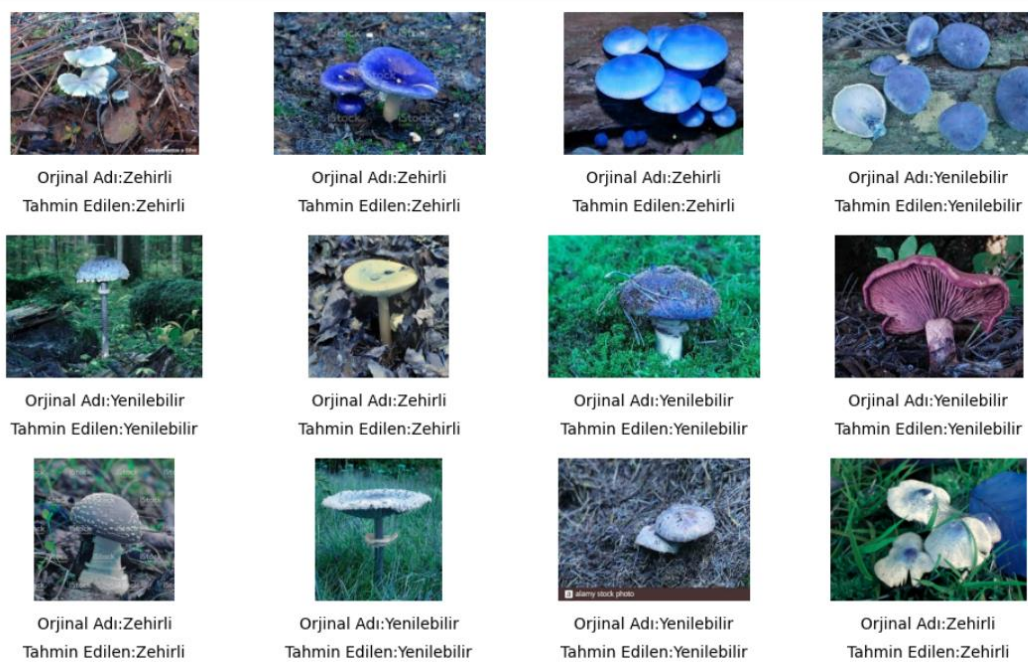 Orjinal Adı:Zehirli
Tahmin Edilen:Zehirli
Orjinal Adı:Zehirli
Tahmin Edilen:Zehirli
Orjinal Adı:Zehirli
Tahmin Edilen:Zehirli
Orjinal Adı:Yenilebilir
Tahmin Edilen:Yenilebilir
Orjinal Adı:Yenilebilir
Tahmin Edilen:Yenilebilir
Orjinal Adı:Zehirli
Tahmin Edilen:Zehirli
Orjinal Adı:Yenilebilir
Tahmin Edilen:Yenilebilir
Orjinal Adı:Yenilebilir
Tahmin Edilen:Yenilebilir
iStock
Orjinal Adı:Zehirli
Tahmin Edilen:Zehirli
Orjinal Adı:Yenilebilir
Tahmin Edilen:Yenilebilir
a alamy stock photo
Orjinal Adı:Yenilebilir
Tahmin Edilen:Yenilebilir
Orjinal Adı:Zehirli
Tahmin Edilen:Zehirli